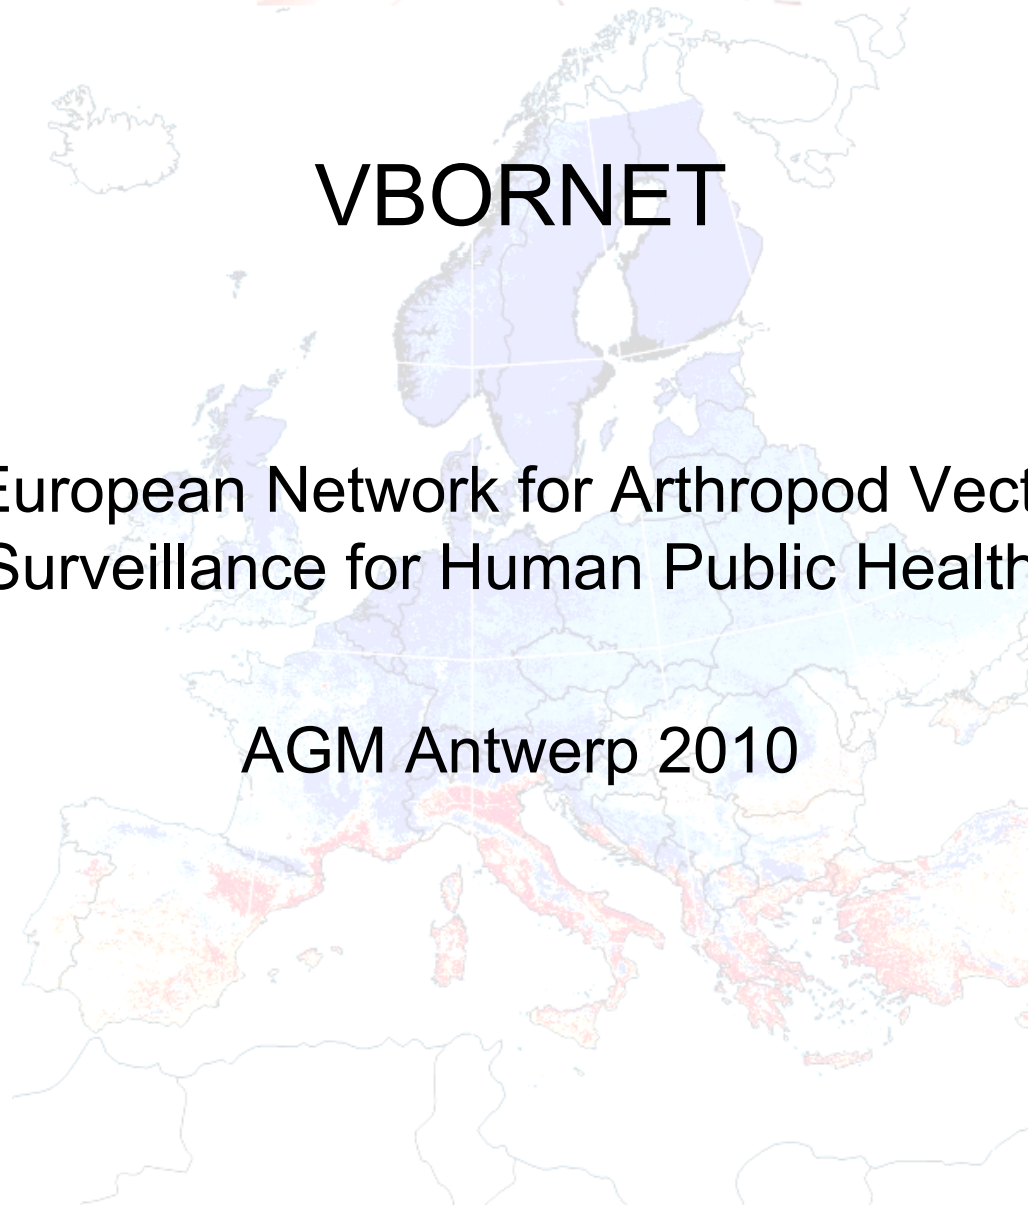 VBORNET
European Network for Arthropod Vect
Surveillance for Human Public Health
AGM Antwerp 2010